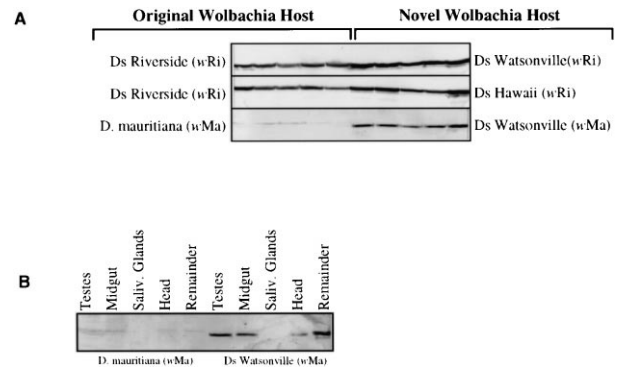 A
Original Wolbachia Host Novel Wolbachia Host
Ds Riverside (wRi) Ds Watsonville(wRi)
Ds Riverside (wRi) Ds Hawaii (wRi)
D. mauritiana (wMa) Ds Watsonville (wMa)
B
Testes Midgut Saliv. Glands Head Remainder Testes Midgut Saliv. Glands Head Remainder
D. mauritiana (wMa) Ds Watsonville (wMa)